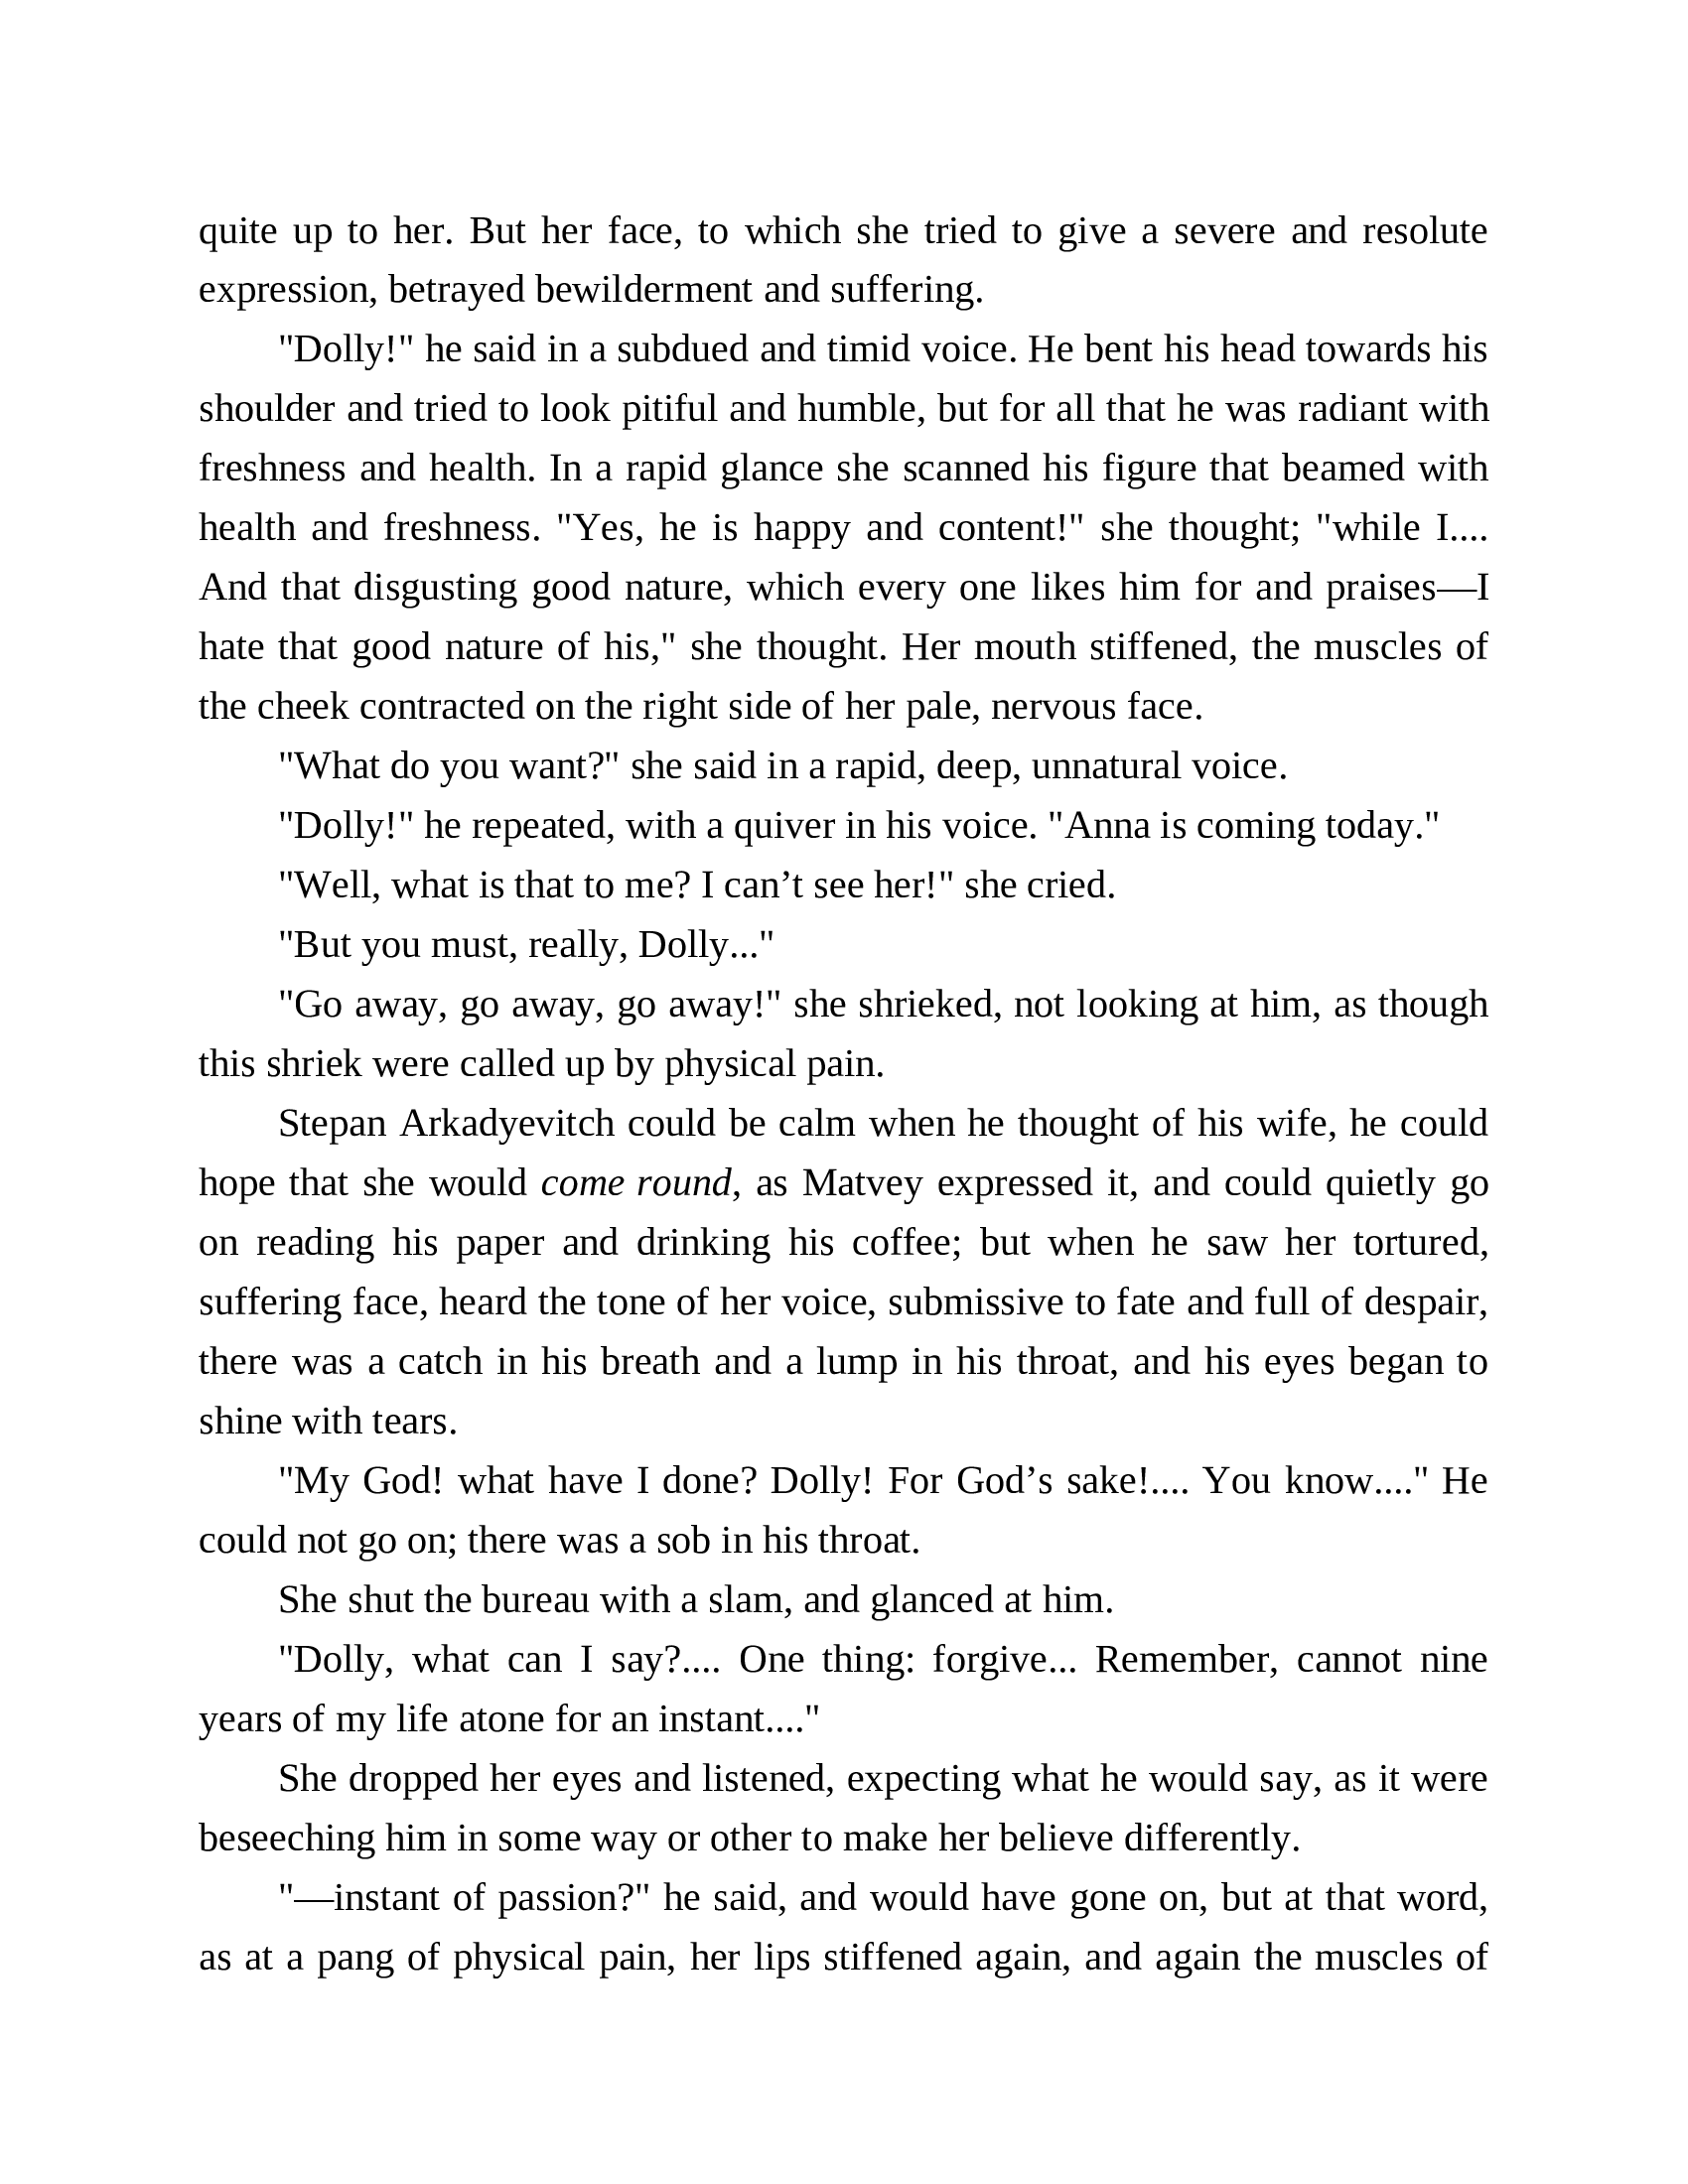 quite up to her. But her face, to which she tried to give a severe and resolute
expression, betrayed bewilderment and suffering.
"Dolly!" he said in a subdued and timid voice. He bent his head towards his
shoulder and tried to look pitiful and humble, but for all that he was radiant with
freshness and health. In a rapid glance she scanned his figure that beamed with
health and freshness. "Yes, he is happy and content!" she thought; "while I....
And that disgusting good nature, which every one likes him for and praises—I
hate that good nature of his," she thought. Her mouth stiffened, the muscles of
the cheek contracted on the right side of her pale, nervous face.
"What do you want?" she said in a rapid, deep, unnatural voice.
"Dolly!" he repeated, with a quiver in his voice. "Anna is coming today."
"Well, what is that to me? I can’t see her!" she cried.
"But you must, really, Dolly..."
"Go away, go away, go away!" she shrieked, not looking at him, as though
this shriek were called up by physical pain.
Stepan Arkadyevitch could be calm when he thought of his wife, he could
hope that she would come round, as Matvey expressed it, and could quietly go
on reading his paper and drinking his coffee; but when he saw her tortured,
suffering face, heard the tone of her voice, submissive to fate and full of despair,
there was a catch in his breath and a lump in his throat, and his eyes began to
shine with tears.
"My God! what have I done? Dolly! For God’s sake!.... You know...." He
could not go on; there was a sob in his throat.
She shut the bureau with a slam, and glanced at him.
"Dolly, what can I say?.... One thing: forgive... Remember, cannot nine
years of my life atone for an instant...."
She dropped her eyes and listened, expecting what he would say, as it were
beseeching him in some way or other to make her believe differently.
"—instant of passion?" he said, and would have gone on, but at that word,
as at a pang of physical pain, her lips stiffened again, and again the muscles of